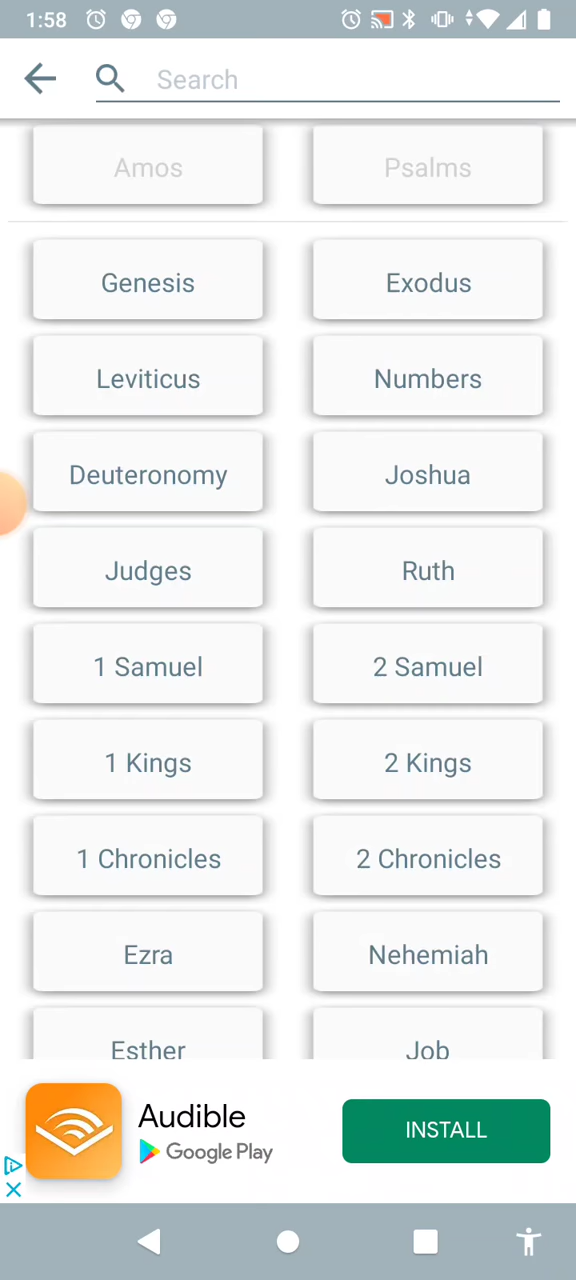 1:58
Search
Amos Psalms
Genesis Exodus
Leviticus Numbers
Deuteronomy Joshua
Judges Ruth
1 Samuel 2 Samuel
1 Kings 2 Kings
1 Chronicles 2 Chronicles
Ezra Nehemiah
Esther Job
Audible
Google Play
INSTALL